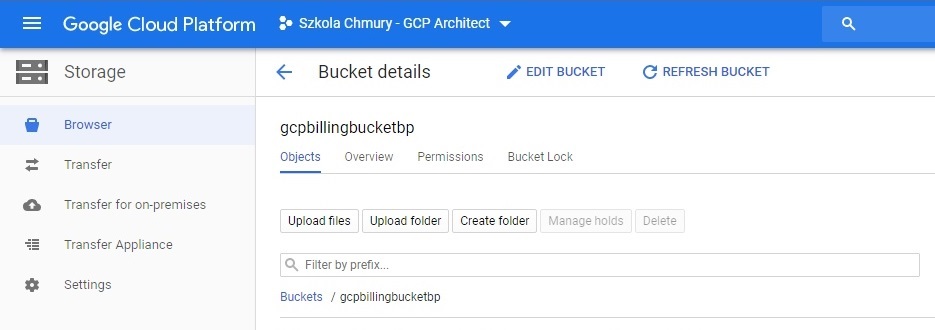 Google Cloud Platform Szkola Chmury - GCP Architect
Storage
Bucket details EDIT BUCKET REFRESH BUCKET
Browser
Transfer
Transfer for on-premises
Transfer Appliance
Settings
gcpbillingbucketbp
Objects Overview Permissions Bucket Lock
Upload files Upload folder Create folder Manage holds Delete
Filter by prefix...
Buckets / gcpbillingbucketbp